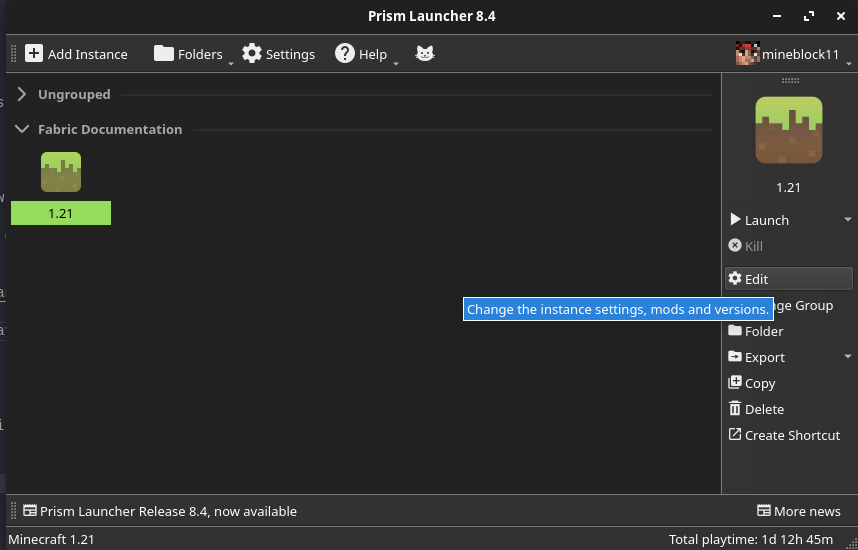 Prism Launcher 8.4
Add Instance Folders Settings Help mineblock11
Ungrouped
Fabric Documentation
1.21
1.21
Launch
Kill
Edit
Change the instance settings, mods and versions.
nge Group
Folder
Export
Copy
Delete
Create Shortcut
Prism Launcher Release 8.4, now available More news
Minecraft 1.21 Total playtime: 1d 12h 45m